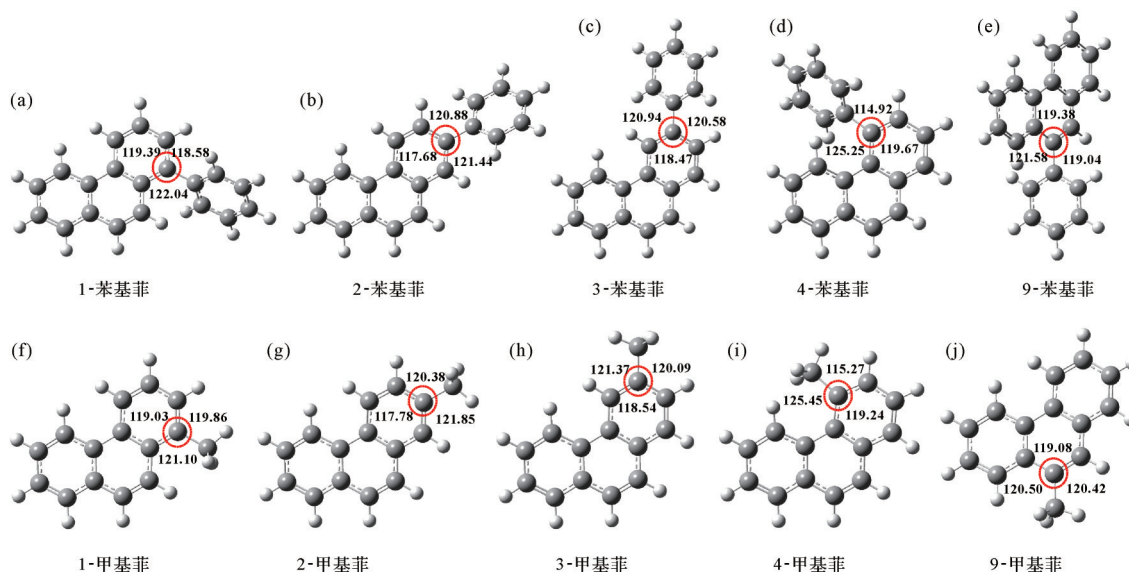 (a)
119.39 118.58
122.04
1-苯基菲
(b)
120.88
117.68
121.44
2-苯基菲
(c)
120.94 120.58
118.47
3-苯基菲
(d)
114.92
125.25
119.67
4-苯基菲
(e)
119.38
121.58
119.04
9-苯基菲
(f)
119.03
119.86
121.10
1-甲基菲
(g)
120.38
117.78
121.85
2-甲基菲
(h)
121.37 120.09
118.54
3-甲基菲
(i)
115.27
125.45
119.24
4-甲基菲
(j)
119.08
120.50 120.42
9-甲基菲